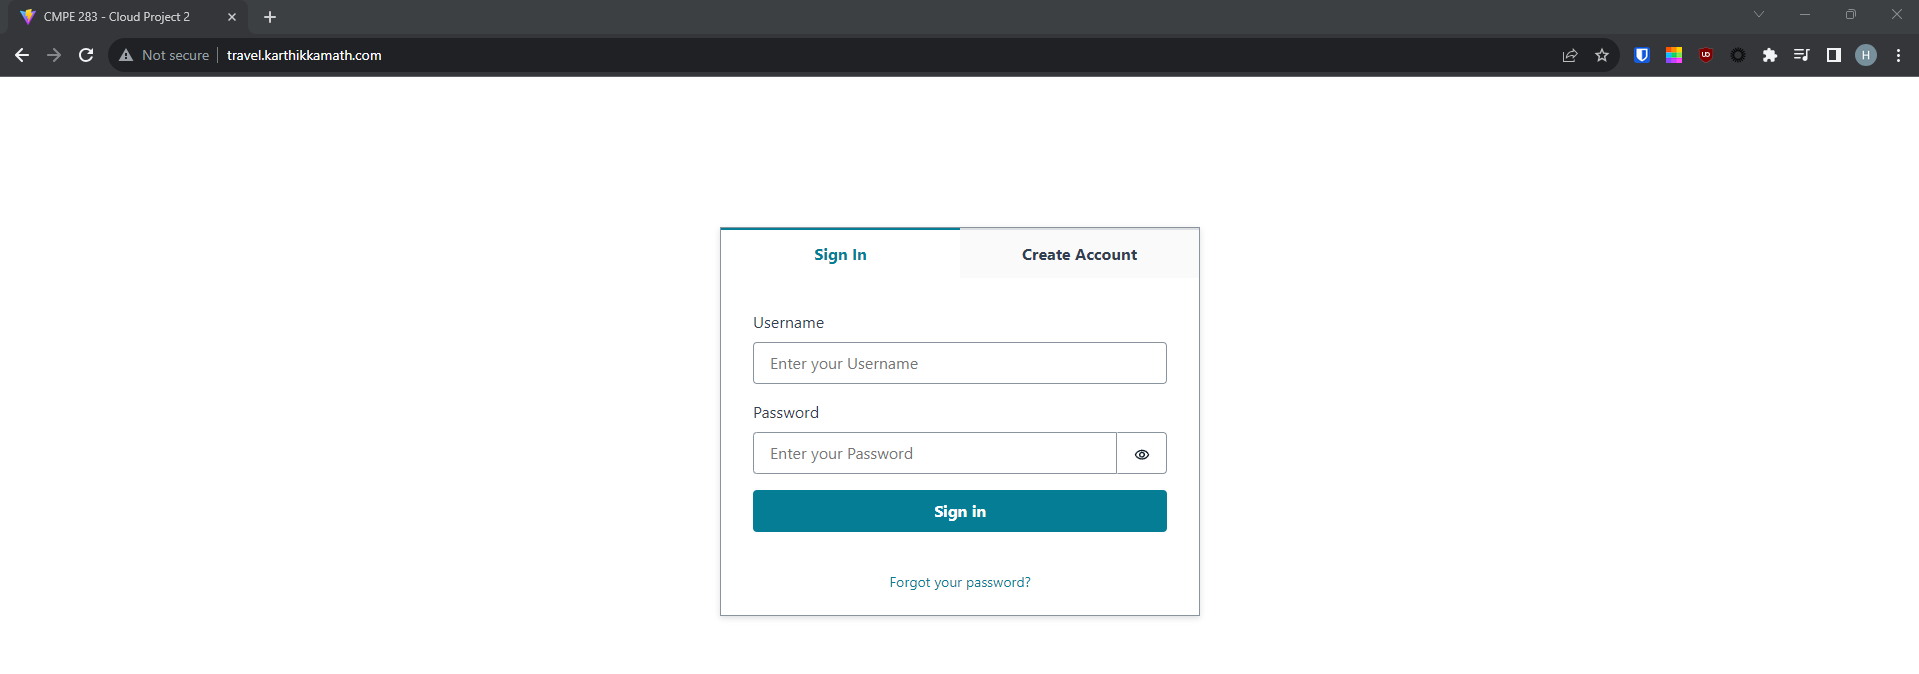 CMPE 283 - Cloud Project 2
Not secure travel.karthikkamath.com
UD
H
Sign In
Create Account
Username
Enter your Username
Password
Enter your Password
Sign in
Forgot your password?